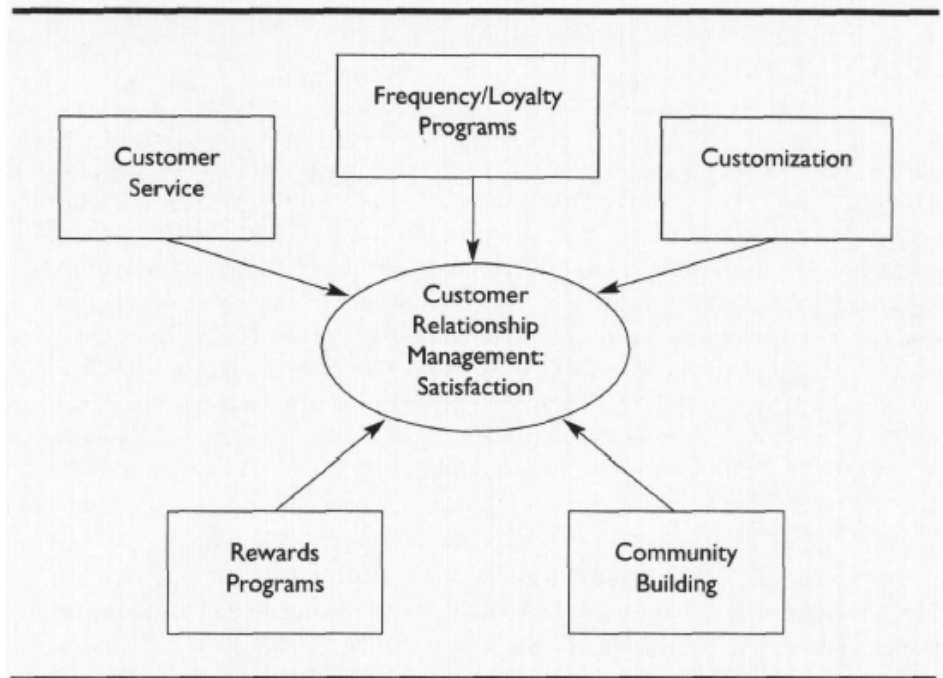 Frequency/Loyalty
Programs
Customer
Service
Customization
Customer
Relationship
Management:
Satisfaction
Rewards
Programs
Community
Building